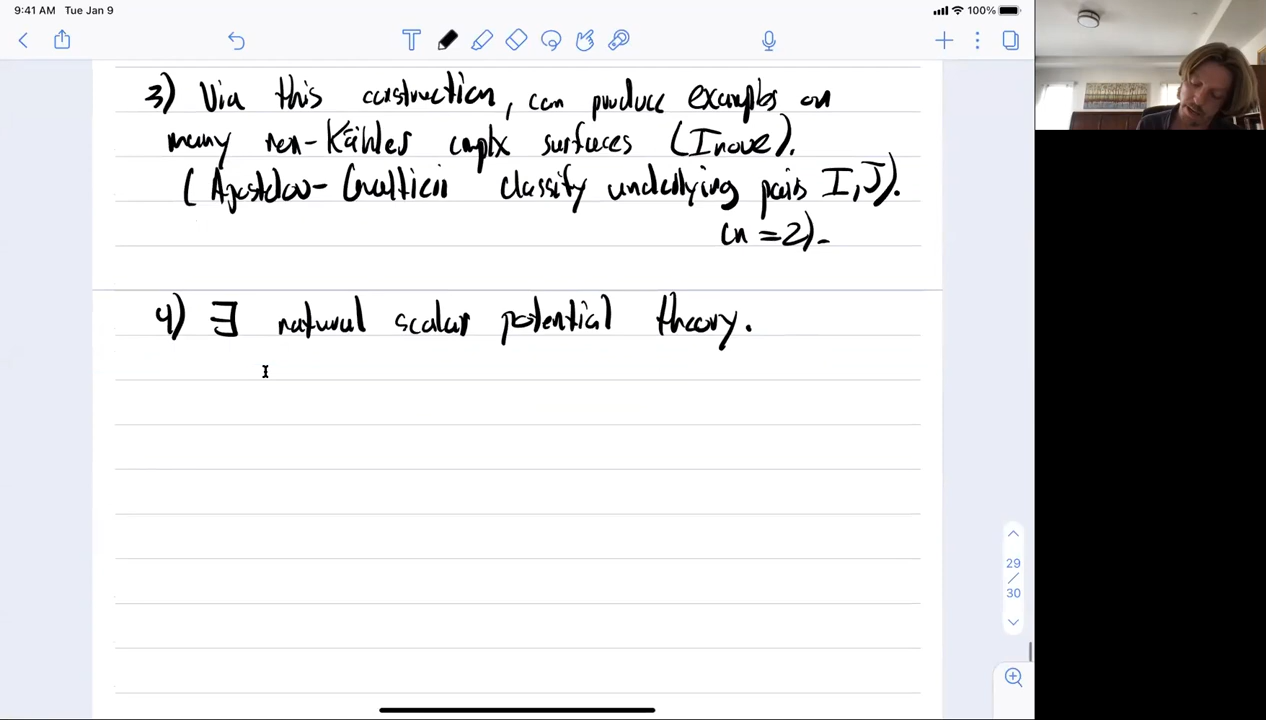 9:41 AM Tue Jan 9
100%
3) Via this construction, can produce examples on
many non-Kähler cmplx surfaces (Inoue).
(Apostolov-Gualtieri classify underlying pairs I, J).
(n=2).
4) ∃ natural scalar potential theory.
29
/
30